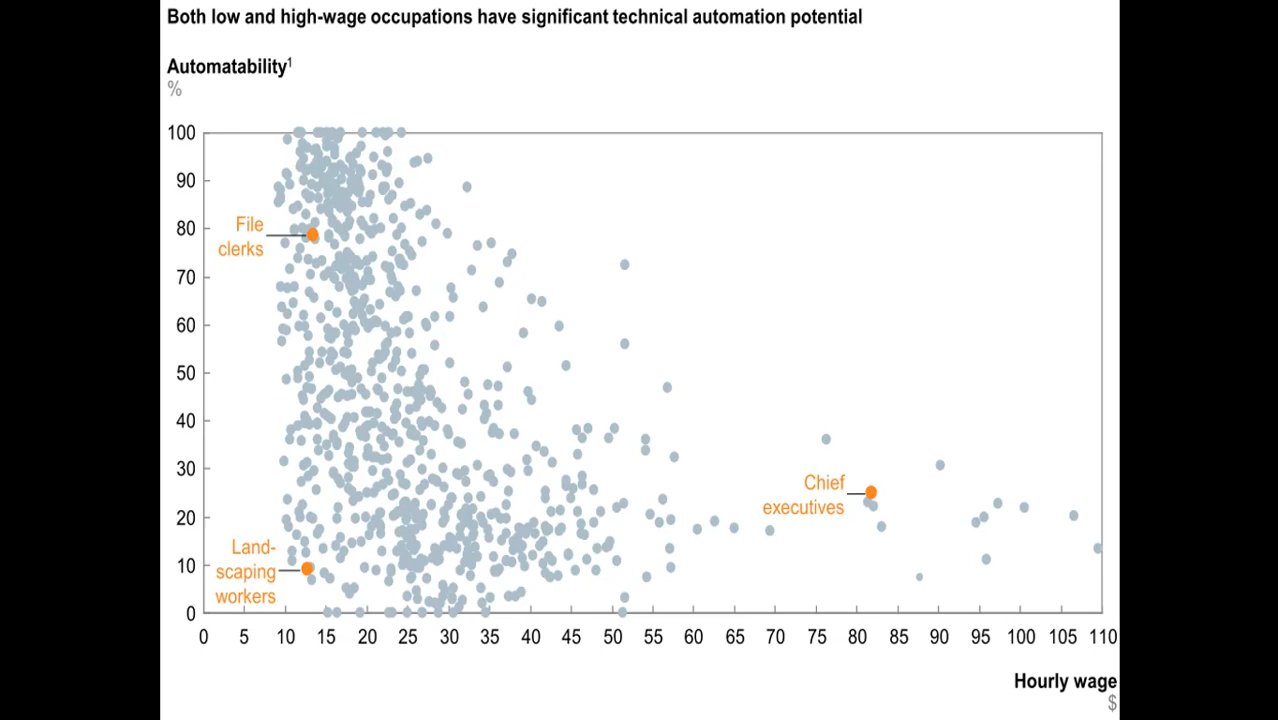 Both low and high-wage occupations have significant technical automation potential
Automatability¹
%
100
90
80
70
60
50
40
30
20
10
0
File
clerks
Chief
executives
Land-
scaping
workers
0 5 10 15 20 25 30 35 40 45 50 55 60 65 70 75 80 85 90 95 100 105 110
Hourly wage
$